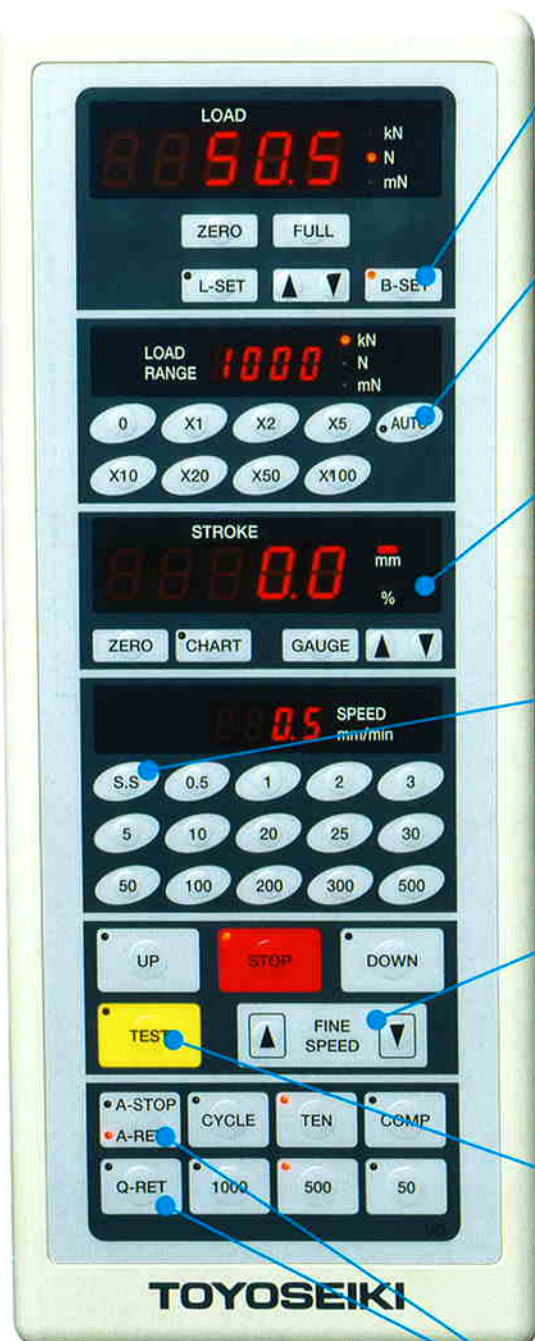 LOAD
50.5
kN
N
mN
ZERO FULL
L-SET ▲ ▼ B-SET
LOAD RANGE 1000
kN
N
mN
0 X1 X2 X5 AUTO
X10 X20 X50 X100
STROKE
0.0
mm
%
ZERO CHART GAUGE ▲ ▼
0.5 SPEED
mm/min
S.S 0.5 1 2 3
5 10 20 25 30
50 100 200 300 500
UP STOP DOWN
TEST ▲ FINE SPEED ▼
A-STOP
A-RET CYCLE TEN COMP
Q-RET 1000 500 50
TOYOSEIKI